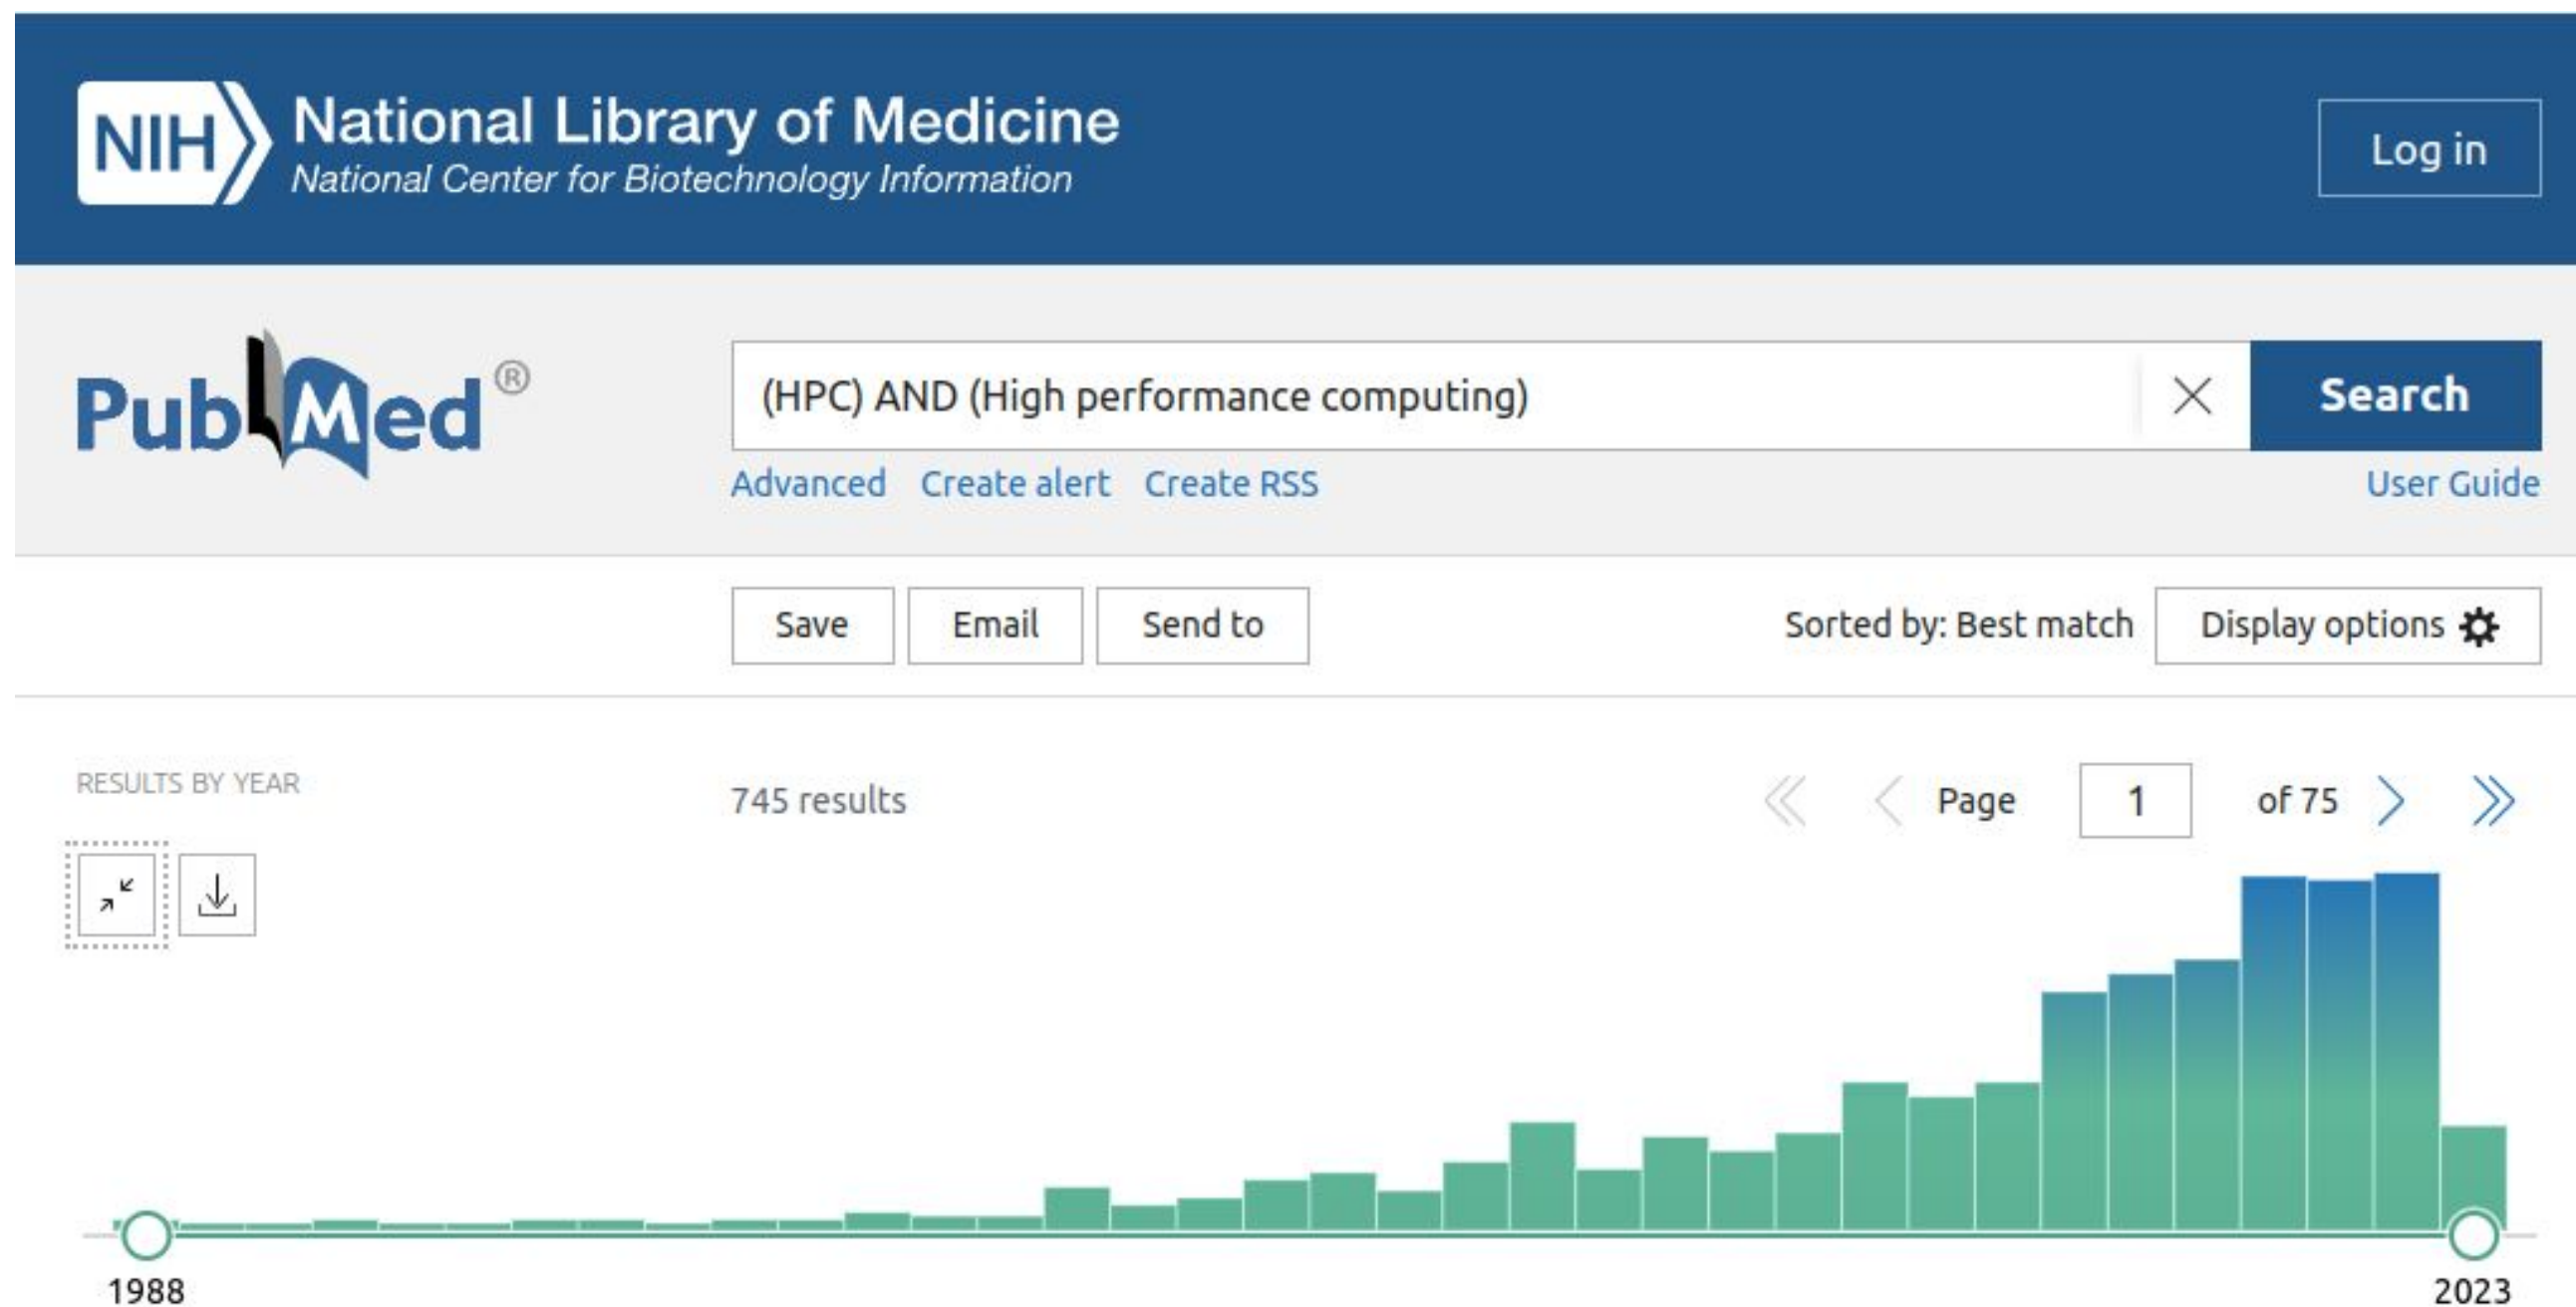 NIH National Library of Medicine
National Center for Biotechnology Information
Log in
PubMed®
(HPC) AND (High performance computing)
Search
Advanced Create alert Create RSS
User Guide
Save Email Send to
Sorted by: Best match Display options
RESULTS BY YEAR
745 results
Page 1 of 75
1988
2023